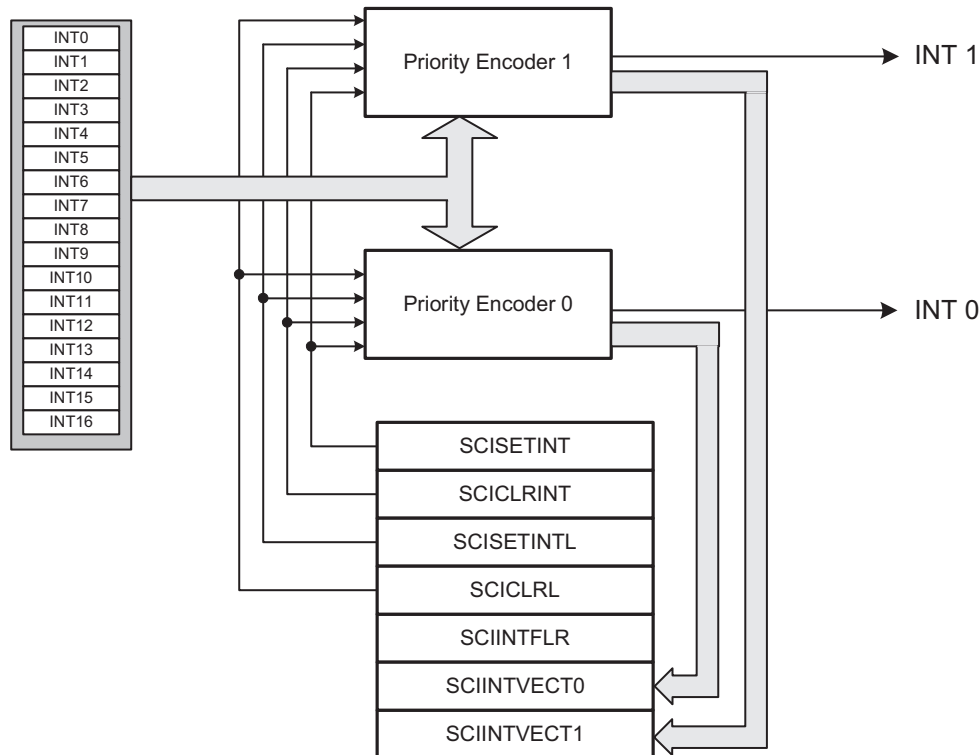 INT0
INT1
INT2
INT3
INT4
INT5
INT6
INT7
INT8
INT9
INT10
INT11
INT12
INT13
INT14
INT15
INT16
Priority Encoder 1
INT 1
Priority Encoder 0
INT 0
SCISETINT
SCICLRINT
SCISETINTL
SCICLRL
SCIINTFLR
SCIINTVECT0
SCIINTVECT1